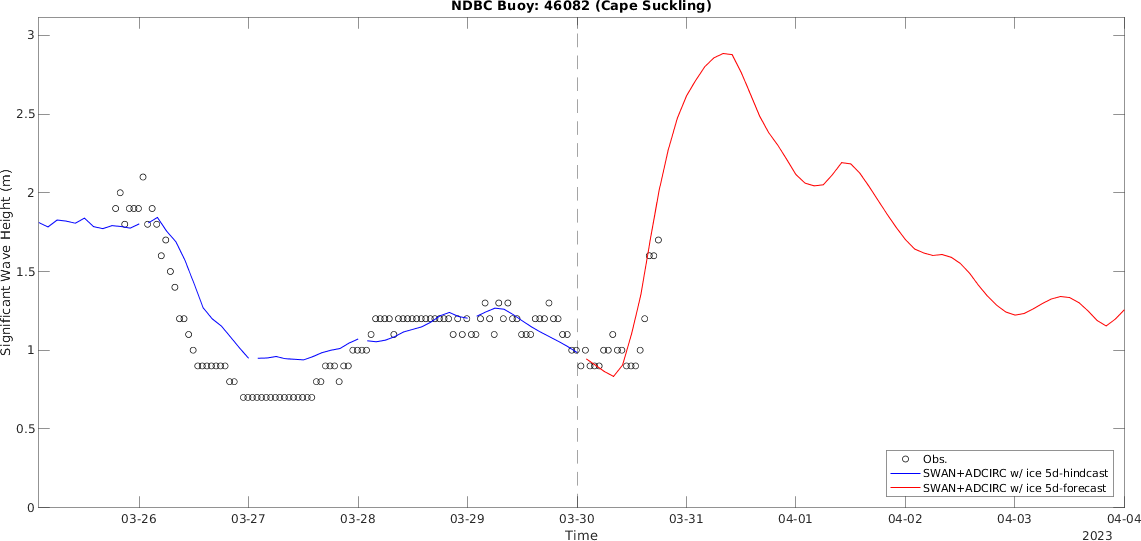 NDBC Buoy: 46082 (Cape Suckling)
Significant Wave Height (m)
3
2.5
2
1.5
1
0.5
0
Obs.
SWAN+ADCIRC w/ ice 5d-hindcast
SWAN+ADCIRC w/ ice 5d-forecast
03-26 03-27 03-28 03-29 03-30 03-31 04-01 04-02 04-03 04-04
Time
2023